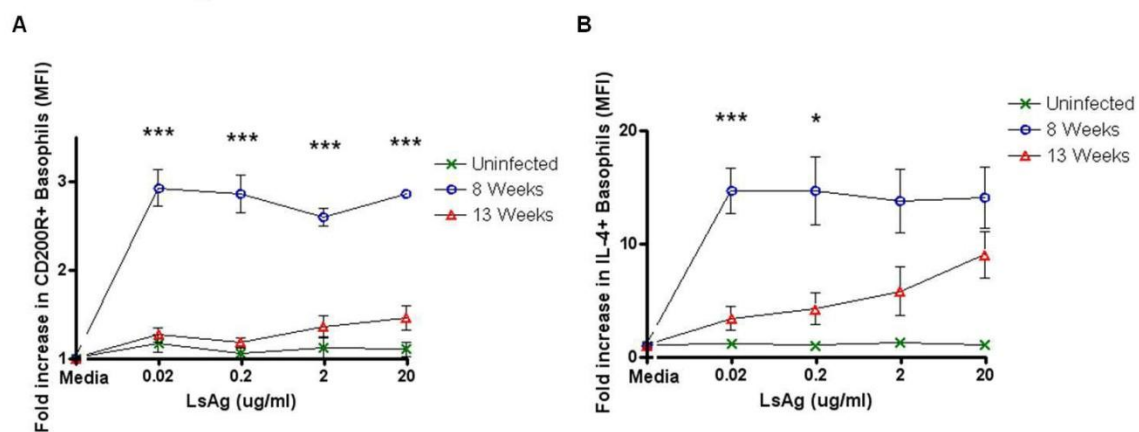 A
Fold increase in CD200R+ Basophils (MFI)
***
***
***
***
3
2
1
Media
0.02
0.2
2
20
LsAg (ug/ml)
Uninfected
8 Weeks
13 Weeks
B
Fold increase in IL-4+ Basophils (MFI)
***
*
20
10
0
Media
0.02
0.2
2
20
LsAg (ug/ml)
Uninfected
8 Weeks
13 Weeks